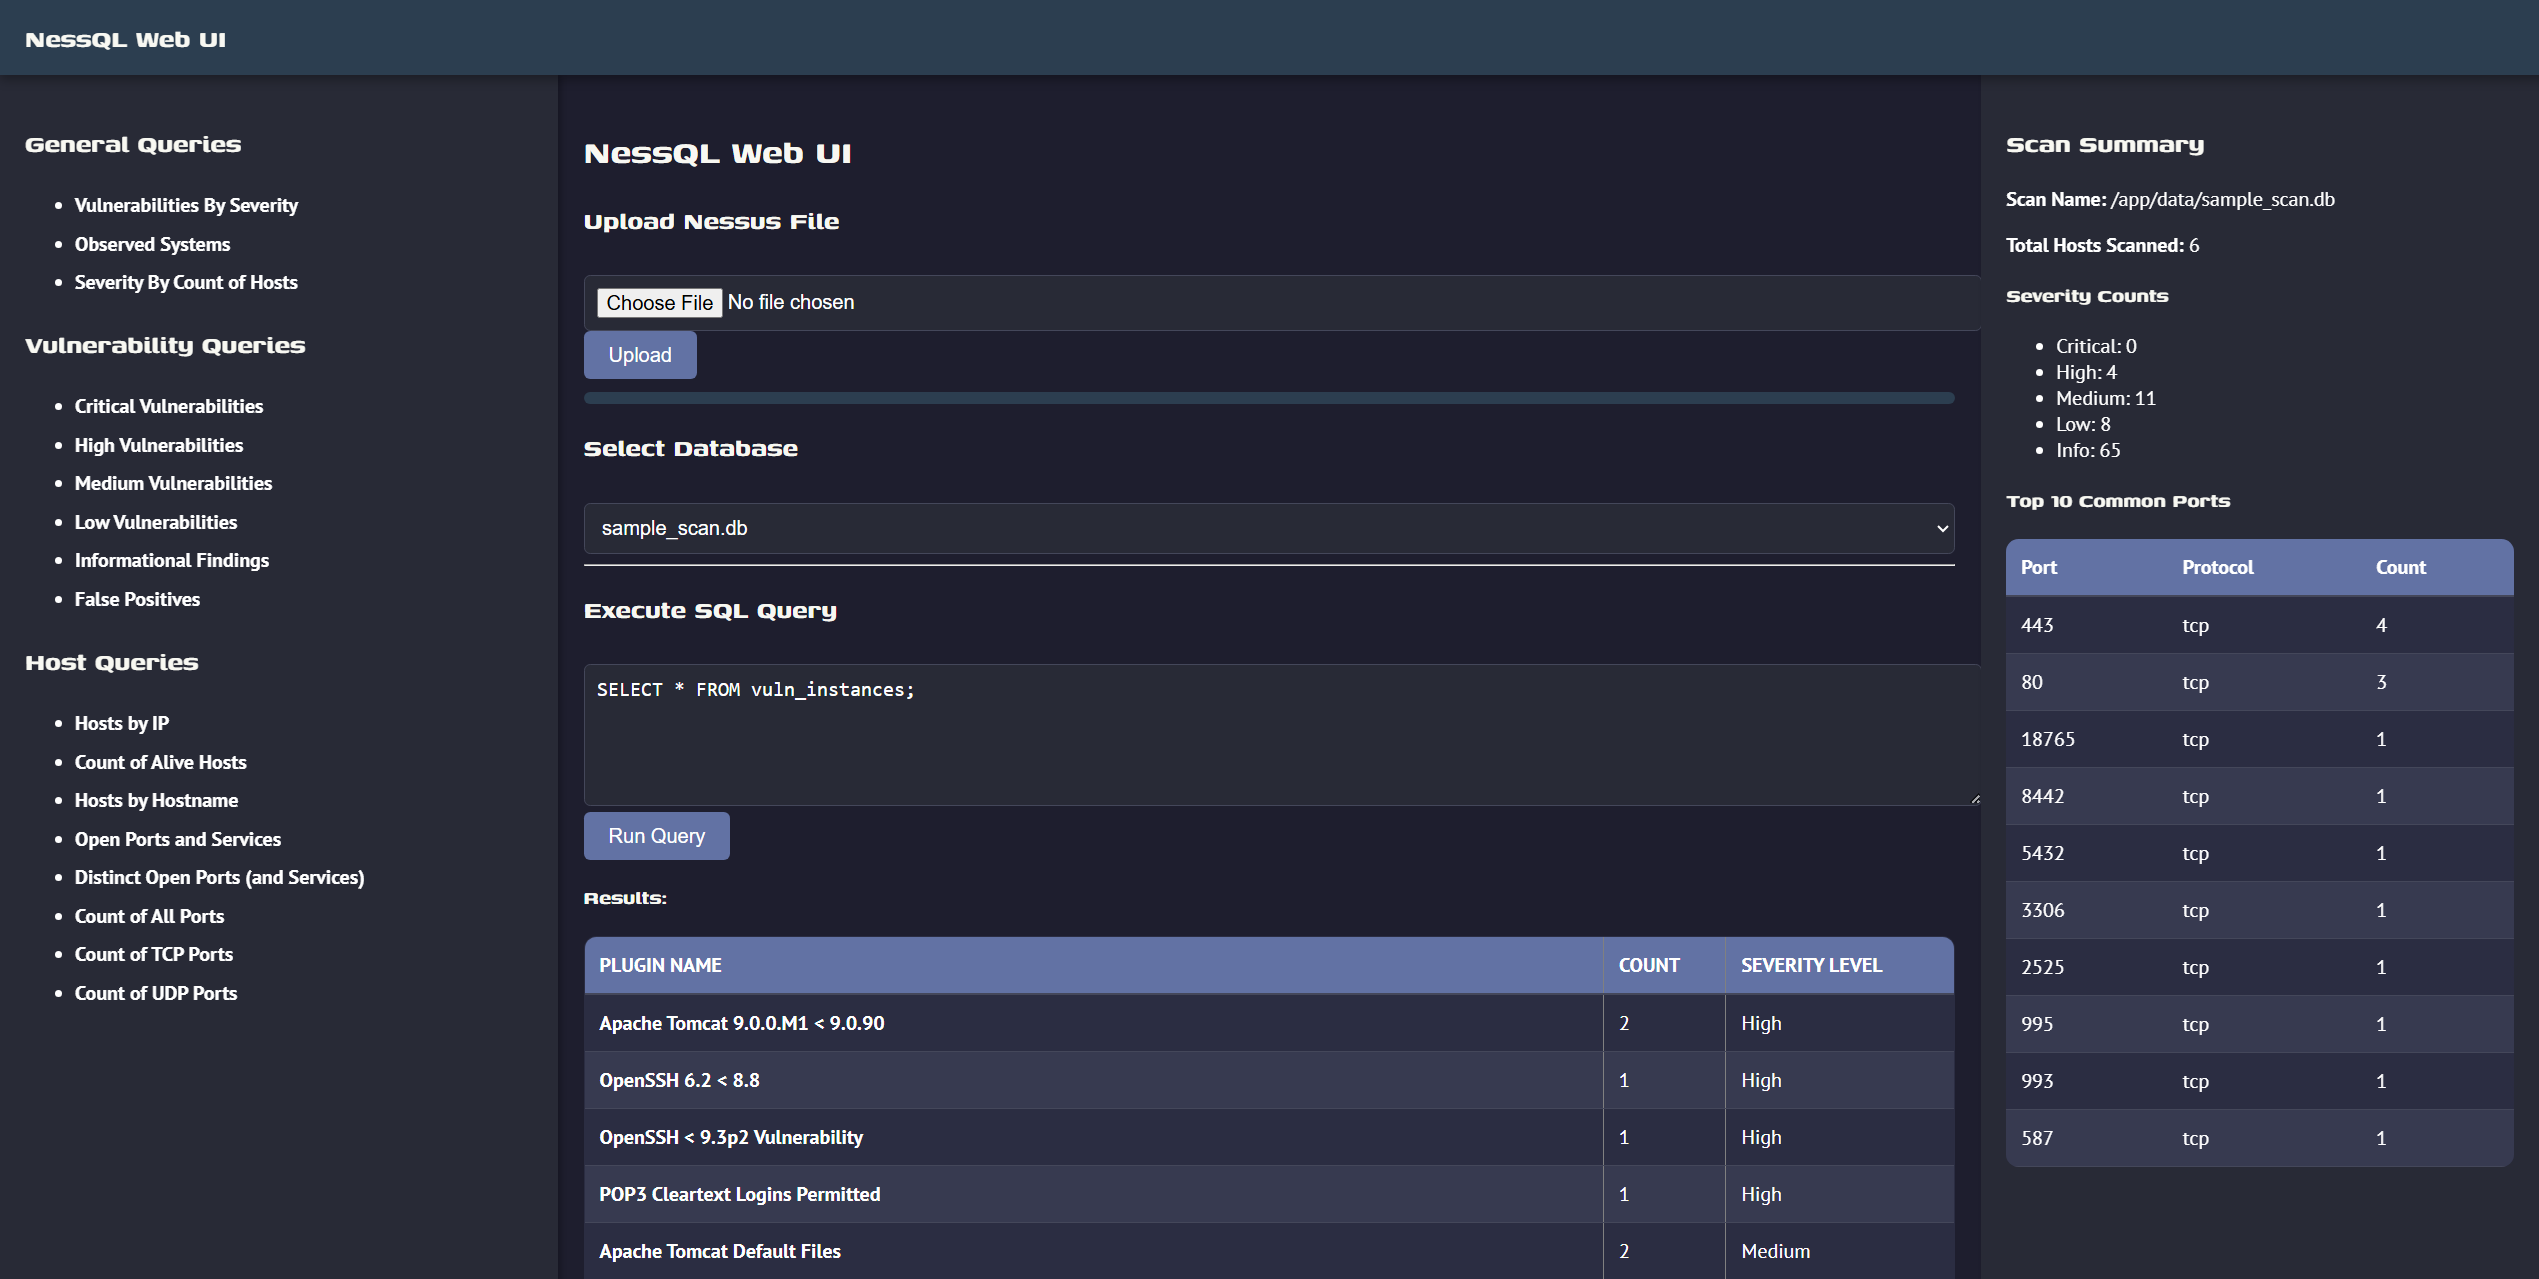 NessQL Web UI
General Queries
Vulnerabilities By Severity
Observed Systems
Severity By Count of Hosts
Vulnerability Queries
Critical Vulnerabilities
High Vulnerabilities
Medium Vulnerabilities
Low Vulnerabilities
Informational Findings
False Positives
Host Queries
Hosts by IP
Count of Alive Hosts
Hosts by Hostname
Open Ports and Services
Distinct Open Ports (and Services)
Count of All Ports
Count of TCP Ports
Count of UDP Ports
NessQL Web UI
Upload Nessus File
Choose File No file chosen
Upload
Select Database
sample_scan.db
Execute SQL Query
SELECT * FROM vuln_instances;
Run Query
Results:
PLUGIN NAME COUNT SEVERITY LEVEL
Apache Tomcat 9.0.0.M1 < 9.0.90 2 High
OpenSSH 6.2 < 8.8 1 High
OpenSSH < 9.3p2 Vulnerability 1 High
POP3 Cleartext Logins Permitted 1 High
Apache Tomcat Default Files 2 Medium
Scan Summary
Scan Name: /app/data/sample_scan.db
Total Hosts Scanned: 6
Severity Counts
Critical: 0
High: 4
Medium: 11
Low: 8
Info: 65
Top 10 Common Ports
Port Protocol Count
443 tcp 4
80 tcp 3
18765 tcp 1
8442 tcp 1
5432 tcp 1
3306 tcp 1
2525 tcp 1
995 tcp 1
993 tcp 1
587 tcp 1